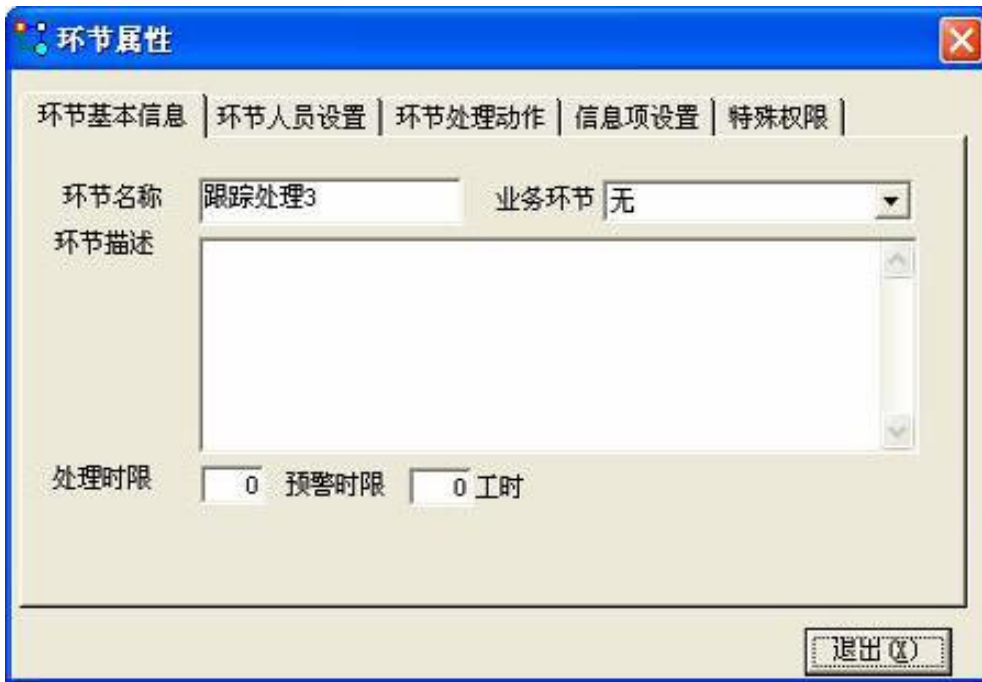 环节属性
环节基本信息 环节人员设置 环节处理动作 信息项设置 特殊权限
环节名称 跟踪处理3 业务环节 无
环节描述
处理时限 0 预警时限 0 工时
退出(X)